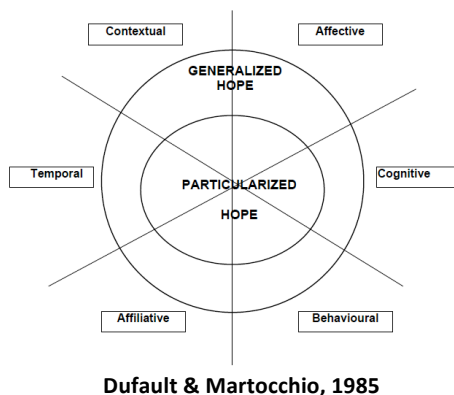 Contextual
Affective
GENERALIZED
HOPE
Temporal
PARTICULARIZED
HOPE
Cognitive
Affiliative
Behavioural
Dufault & Martocchio, 1985